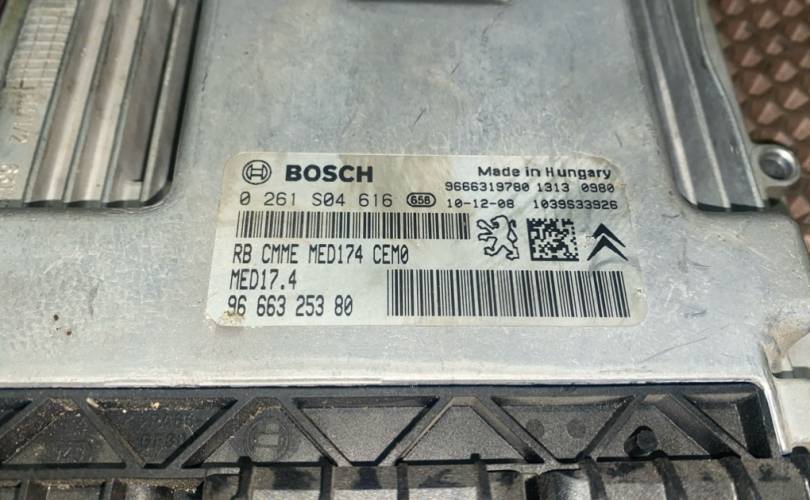 BOSCH
Made in Hungary
9666319780 1313 0980
0 261 S04 616 658 10-12-08 1039S33926
RB CMME MED174 CEM0
MED17.4
96 663 253 80